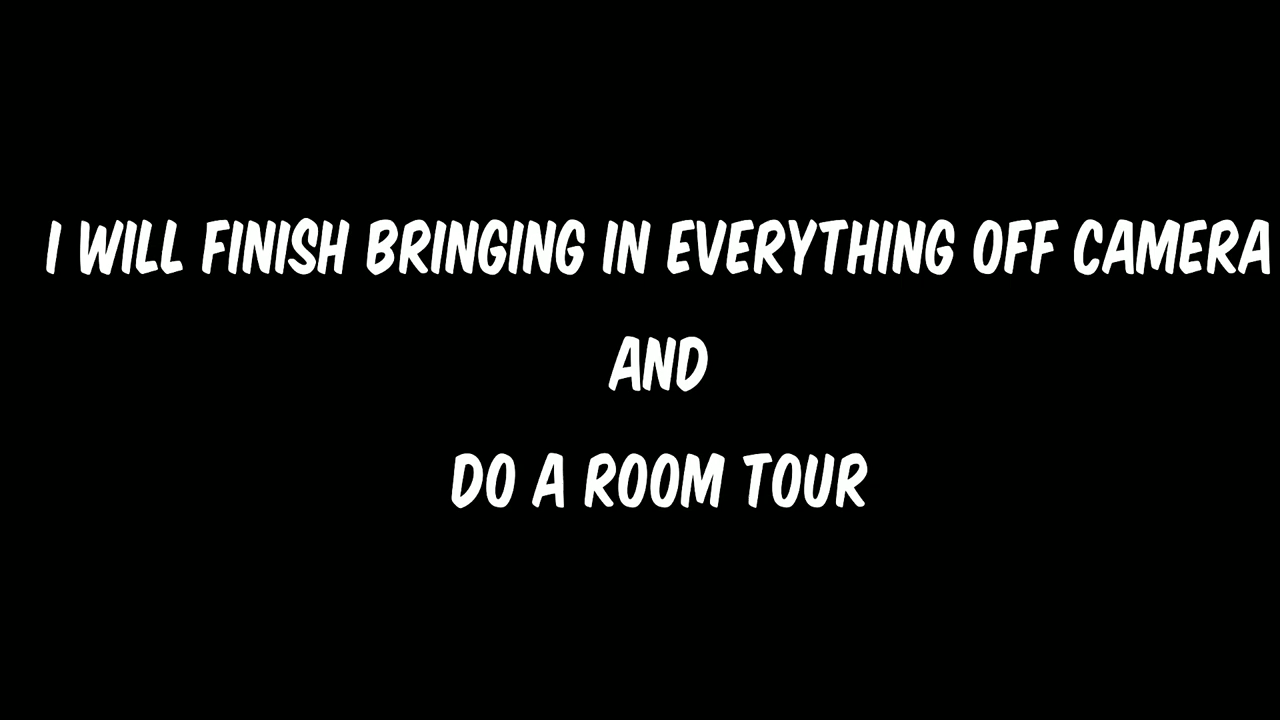 I WILL FINISH BRINGING IN EVERYTHING OFF CAMERA
AND
DO A ROOM TOUR